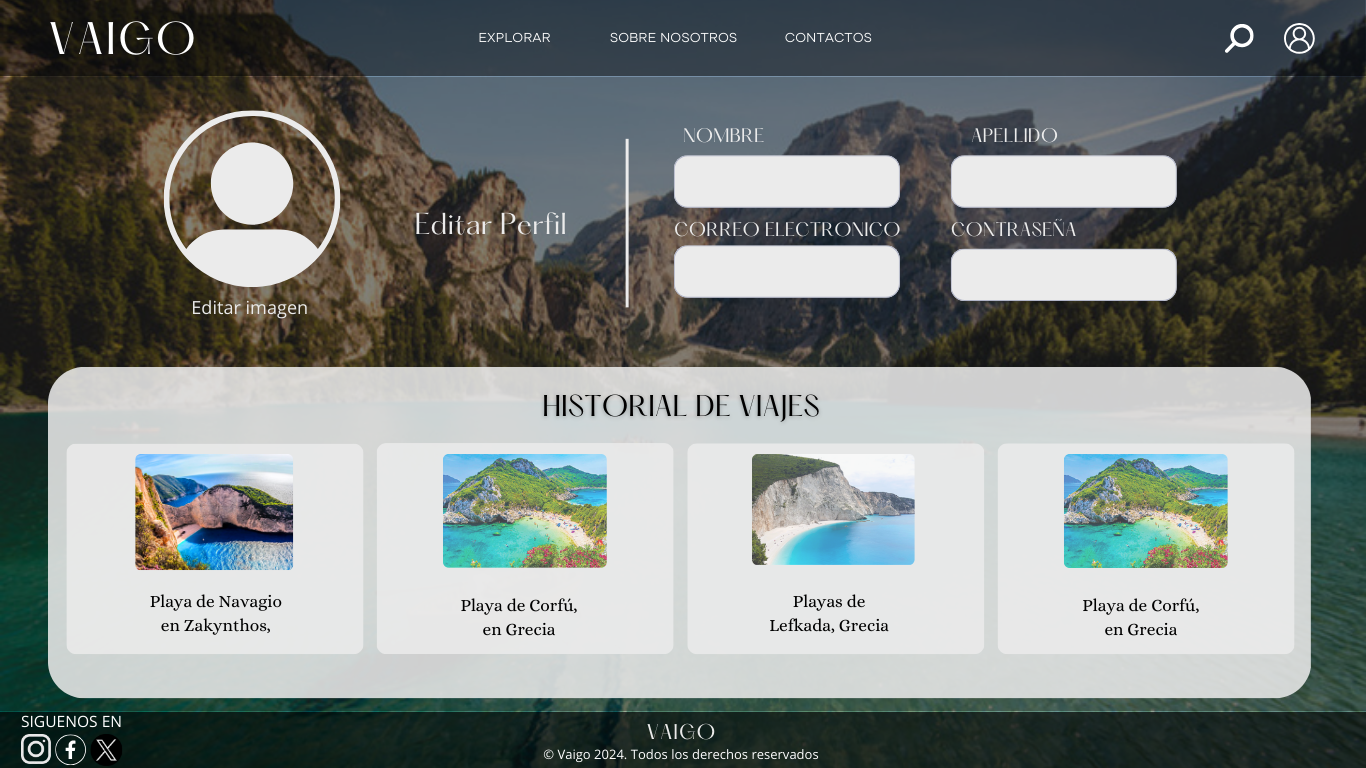 VAIGO
EXPLORAR
SOBRE NOSOTROS
CONTACTOS
NOMBRE
APELLIDO
Editar Perfil
CORREO ELECTRONICO
CONTRASEÑA
Editar imagen
HISTORIAL DE VIAJES
Playa de Navagio
en Zakynthos,
Playa de Corfú,
en Grecia
Playas de
Lefkada, Grecia
Playa de Corfú,
en Grecia
SIGUENOS EN
VAIGO
© Vaigo 2024. Todos los derechos reservados